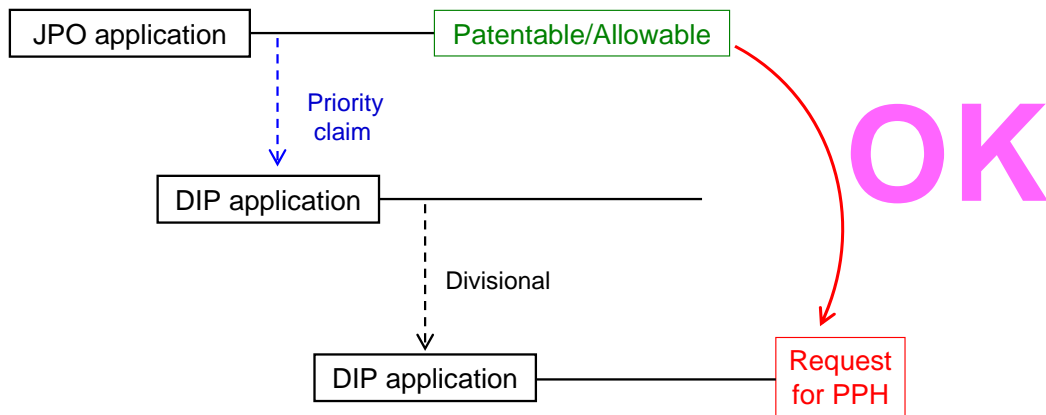 JPO application
Patentable/Allowable
OK
Priority
claim
DIP application
Divisional
DIP application
Request
for PPH